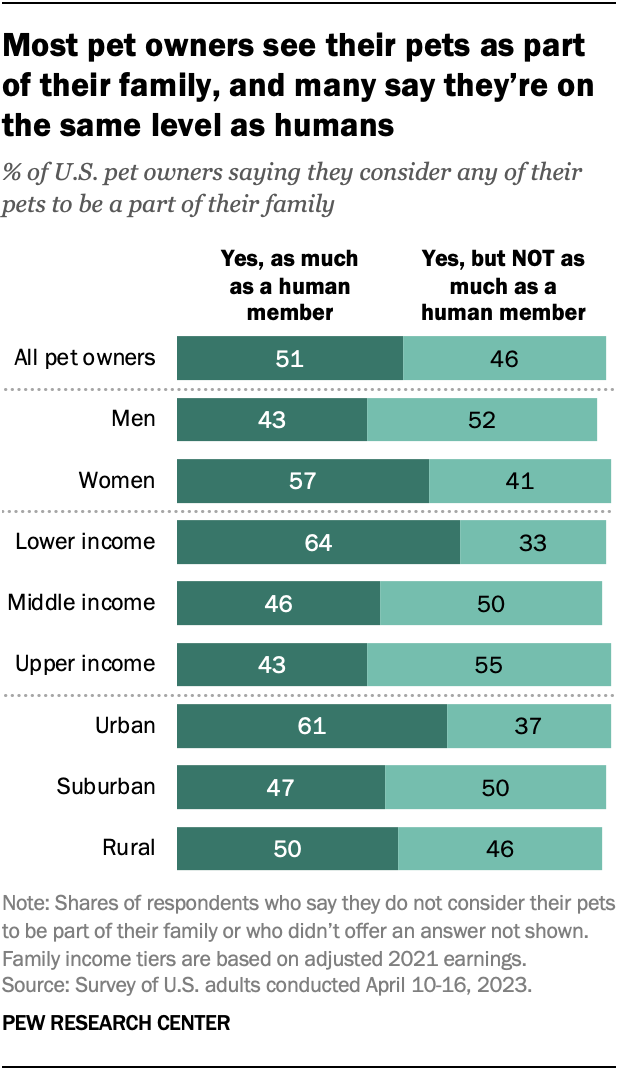 Most pet owners see their pets as part
of their family, and many say they’re on
the same level as humans
% of U.S. pet owners saying they consider any of their
pets to be a part of their family
Yes, as much
as a human
member
Yes, but NOT as
much as a
human member
All pet owners 51 46
Men 43 52
Women 57 41
Lower income 64 33
Middle income 46 50
Upper income 43 55
Urban 61 37
Suburban 47 50
Rural 50 46
Note: Shares of respondents who say they do not consider their pets
to be part of their family or who didn’t offer an answer not shown.
Family income tiers are based on adjusted 2021 earnings.
Source: Survey of U.S. adults conducted April 10-16, 2023.
PEW RESEARCH CENTER